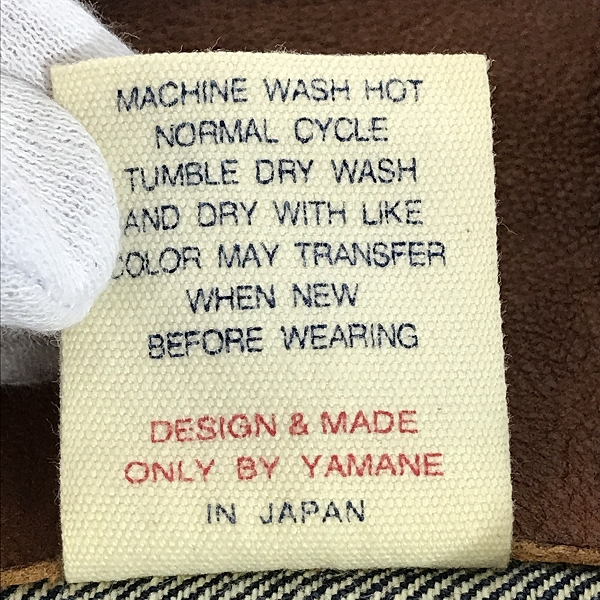 MACHINE WASH HOT
NORMAL CYCLE
TUMBLE DRY WASH
AND DRY WITH LIKE
COLOR MAY TRANSFER
WHEN NEW
BEFORE WEARING
DESIGN & MADE
ONLY BY YAMANE
IN JAPAN